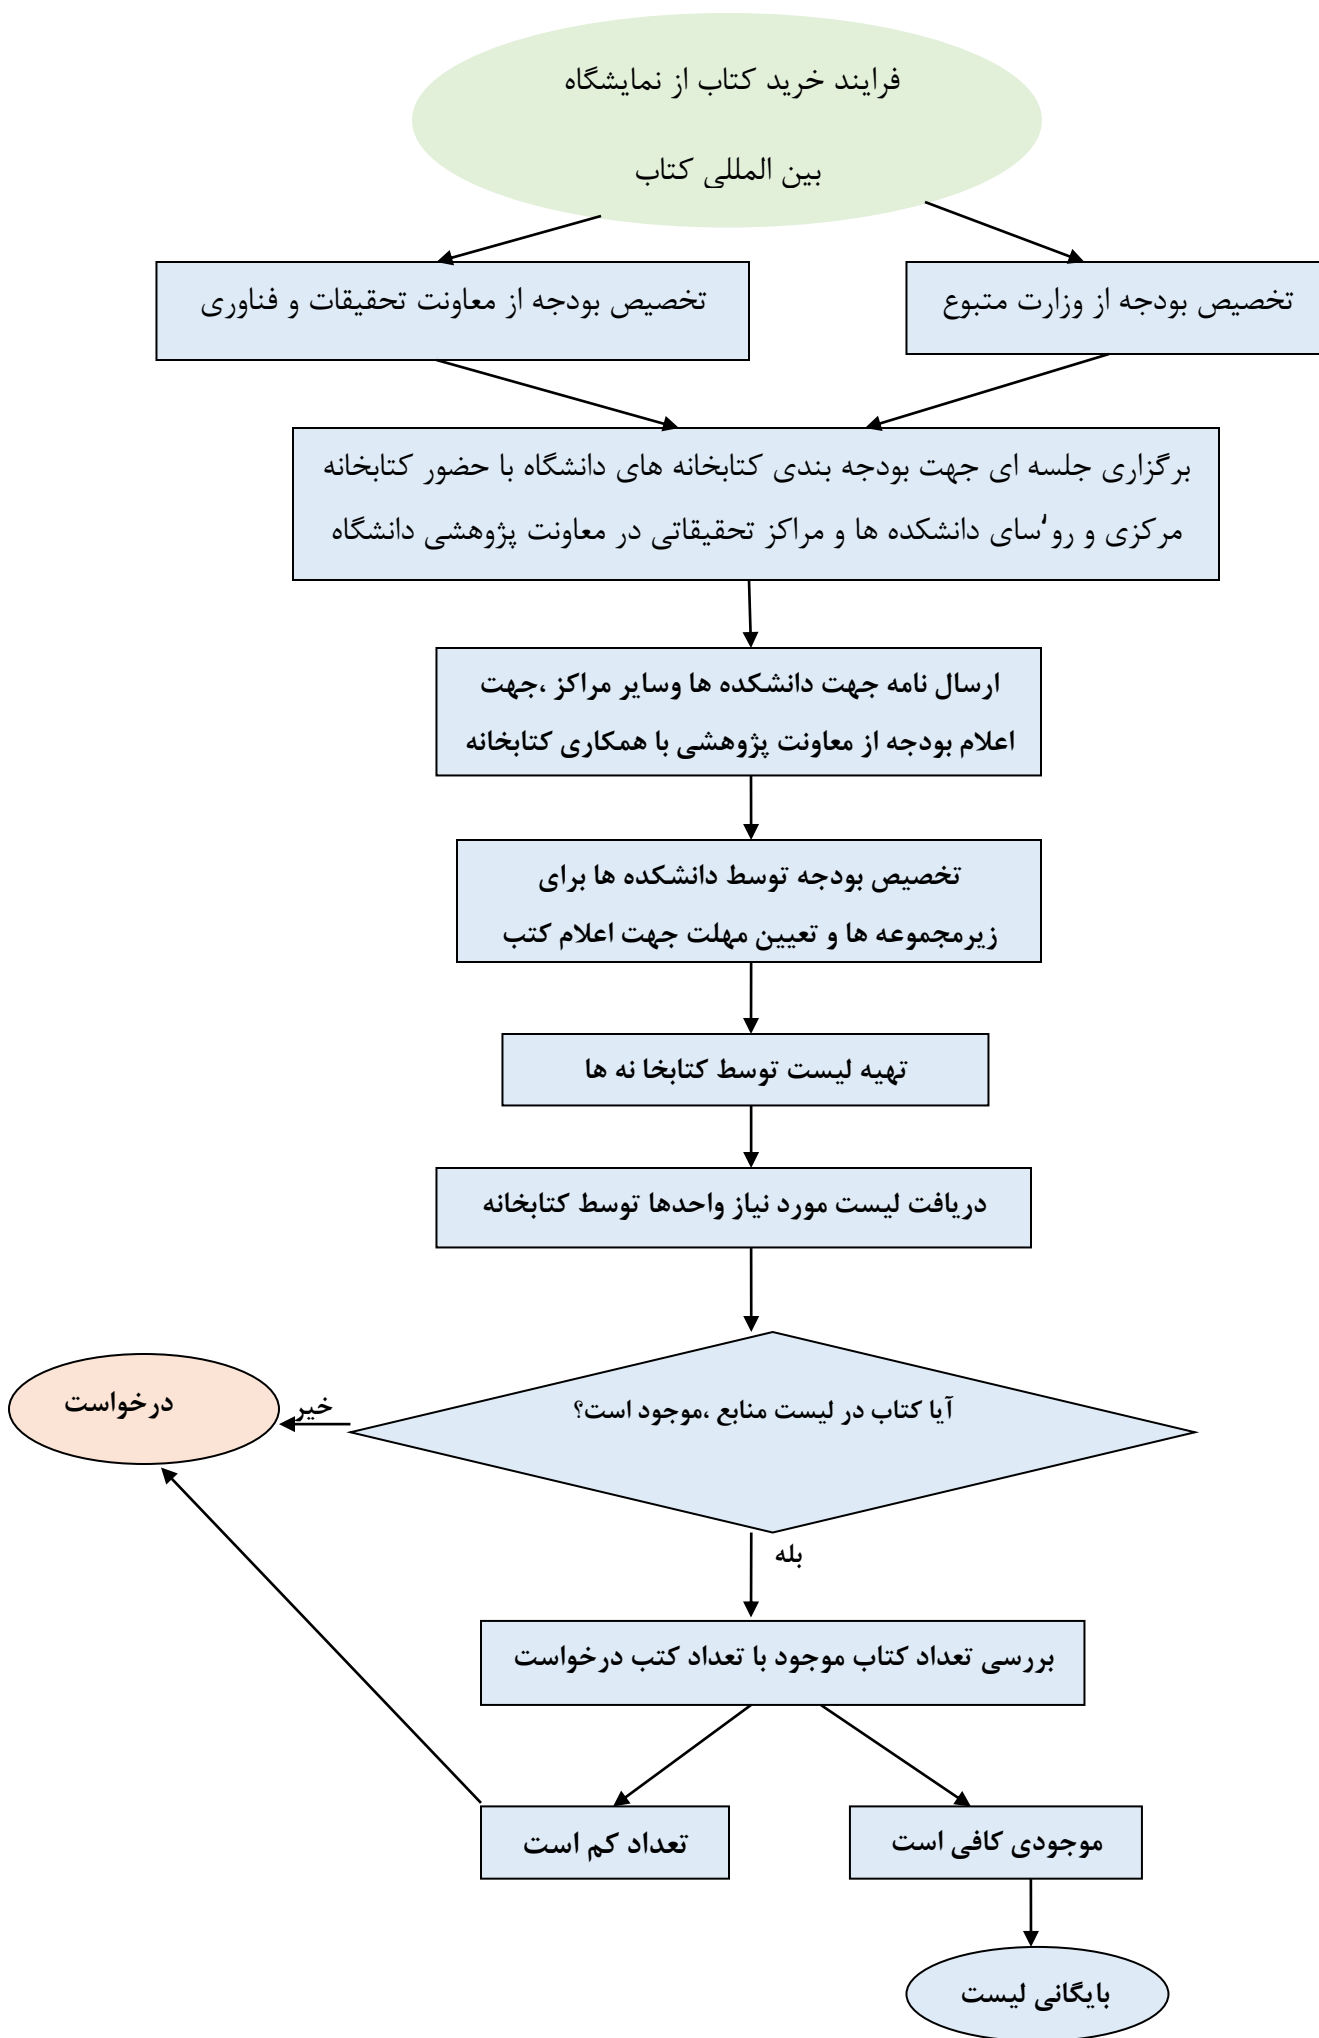 فرایند خرید کتاب از نمایشگاه
بین المللی کتاب
تخصیص بودجه از وزارت متبوع
تخصیص بودجه از معاونت تحقیقات و فناوری
برگزاری جلسه ای جهت بودجه بندی کتابخانه های دانشگاه با حضور کتابخانه
مرکزی و روٴسای دانشکده ها و مراکز تحقیقاتی در معاونت پژوهشی دانشگاه
ارسال نامه جهت دانشکده ها وسایر مراکز ،جهت
اعلام بودجه از معاونت پژوهشی با همکاری کتابخانه
تخصیص بودجه توسط دانشکده ها برای
زیرمجموعه ها و تعیین مهلت جهت اعلام کتب
تهیه لیست توسط کتابخا نه ها
دریافت لیست مورد نیاز واحدها توسط کتابخانه
آیا کتاب در لیست منابع ،موجود است؟
خیر
درخواست
بله
بررسی تعداد کتاب موجود با تعداد کتب درخواست
موجودی کافی است
تعداد کم است
بایگانی لیست